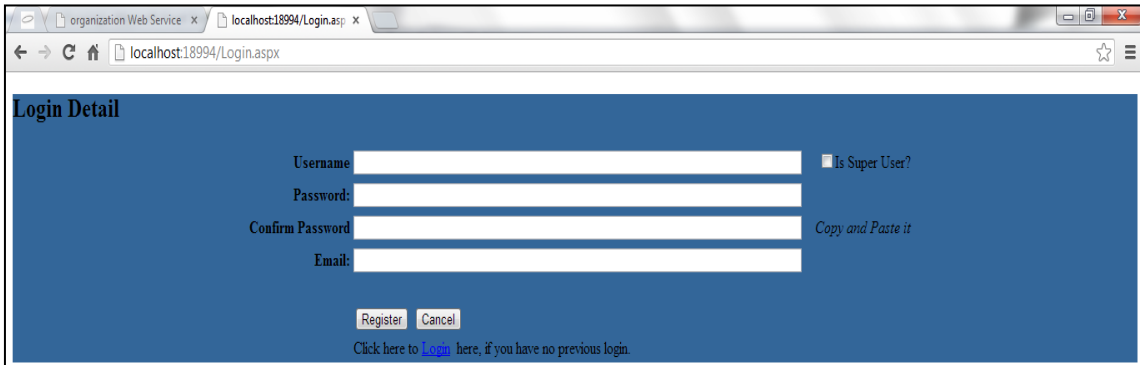 organization Web Service
localhost:18994/Login.asp
localhost:18994/Login.aspx
Login Detail
Username
Is Super User?
Password:
Confirm Password
Copy and Paste it
Email:
Register Cancel
Click here to Login here, if you have no previous login.